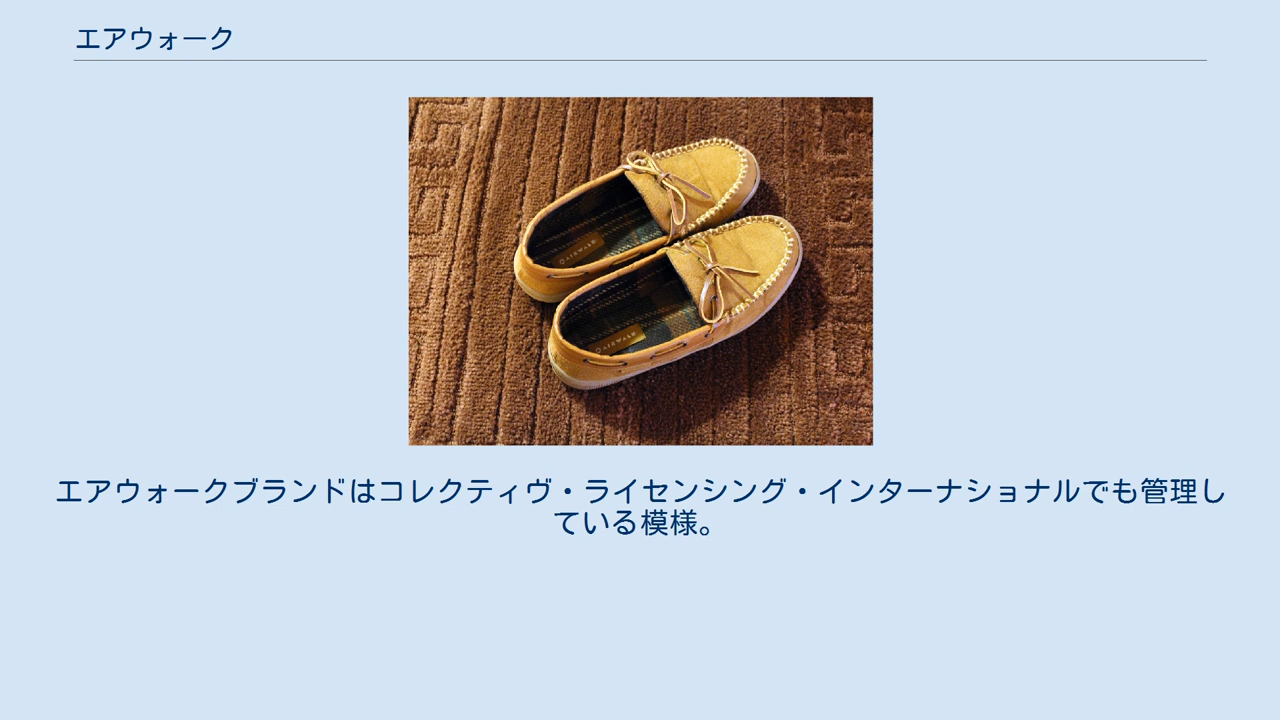 エアウォーク
エアウォークブランドはコレクティヴ・ライセンシング・インターナショナルでも管理し
ている模様。